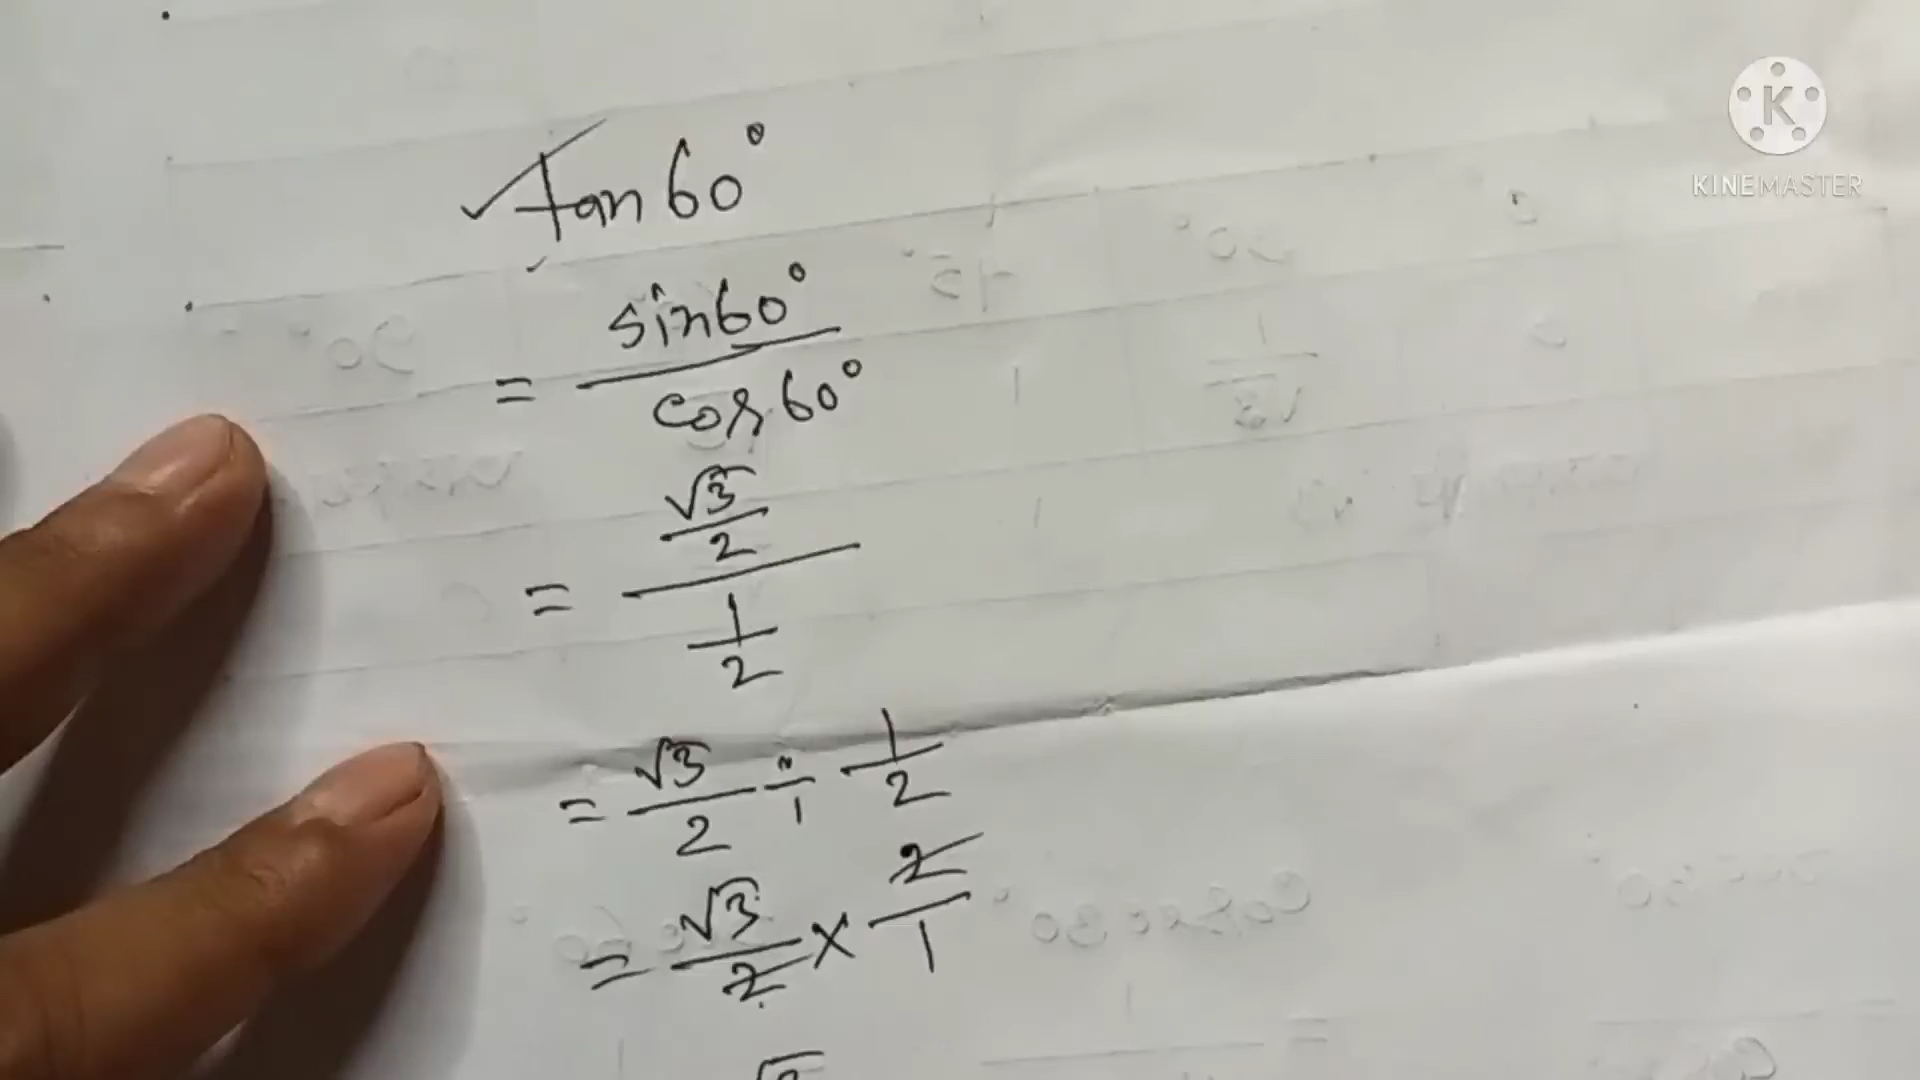 Tan 60°
= sin60° / cos60°
= √3/2 / 1/2
= √3/2 ÷ 1/2
= √3/2 × 2/1
K
KINEMASTER